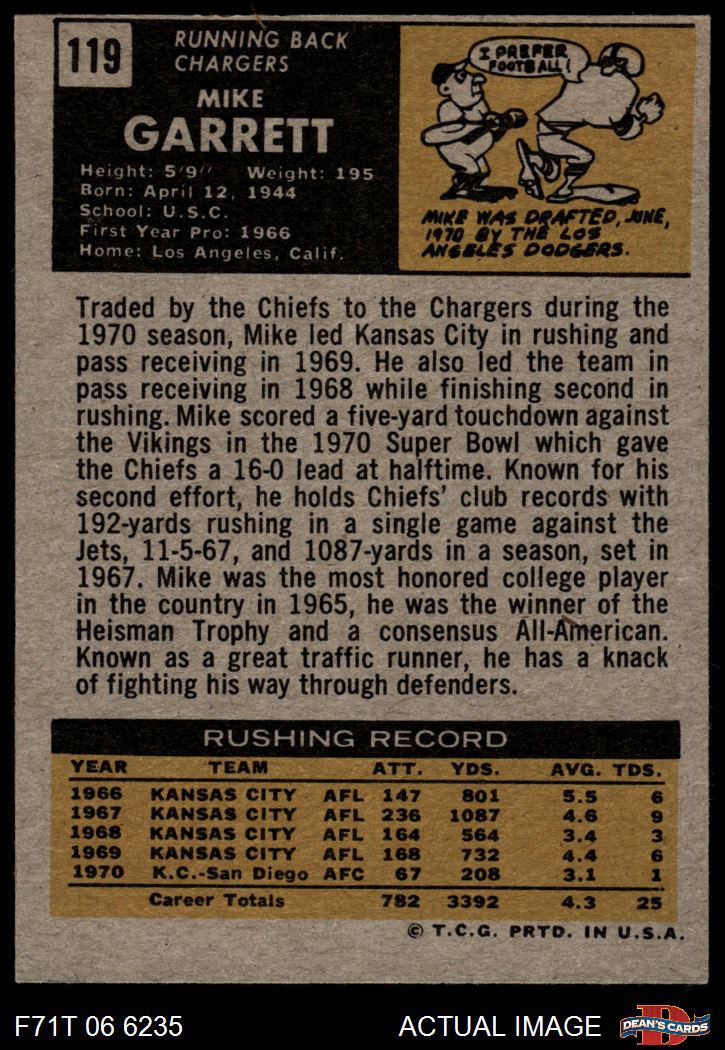 119
RUNNING BACK
CHARGERS
MIKE
GARRETT
Height: 5'9" Weight: 195
Born: April 12, 1944
School: U.S.C.
First Year Pro: 1966
Home: Los Angeles, Calif.
I PREFER
FOOTBALL!
MIKE WAS DRAFTED, JUNE,
1970 BY THE LOS
ANGELES DODGERS.
Traded by the Chiefs to the Chargers during the
1970 season, Mike led Kansas City in rushing and
pass receiving in 1969. He also led the team in
pass receiving in 1968 while finishing second in
rushing. Mike scored a five-yard touchdown against
the Vikings in the 1970 Super Bowl which gave
the Chiefs a 16-0 lead at halftime. Known for his
second effort, he holds Chiefs' club records with
192-yards rushing in a single game against the
Jets, 11-5-67, and 1087-yards in a season, set in
1967. Mike was the most honored college player
in the country in 1965, he was the winner of the
Heisman Trophy and a consensus All-American.
Known as a great traffic runner, he has a knack
of fighting his way through defenders.
RUSHING RECORD
YEAR TEAM ATT. YDS. AVG. TDS.
1966 KANSAS CITY AFL 147 801 5.5 6
1967 KANSAS CITY AFL 236 1087 4.6 9
1968 KANSAS CITY AFL 164 564 3.4 3
1969 KANSAS CITY AFL 168 732 4.4 6
1970 K.C.-San Diego AFC 67 208 3.1 1
Career Totals 782 3392 4.3 25
© T.C.G. PRTD. IN U.S.A.
F71T 06 6235 ACTUAL IMAGE D DEAN'S CARDS